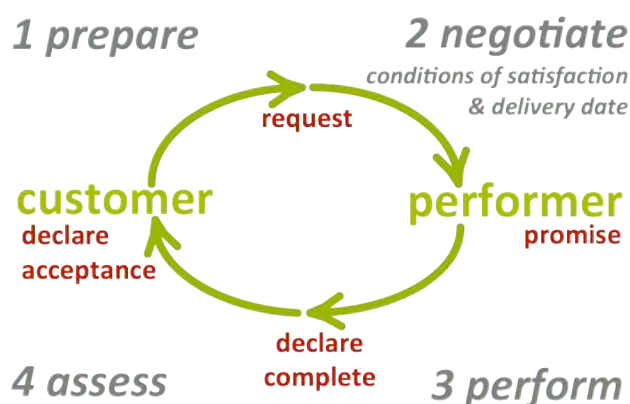 1 prepare
2 negotiate
conditions of satisfaction
& delivery date
request
customer
performer
declare
acceptance
promise
declare
complete
4 assess
3 perform